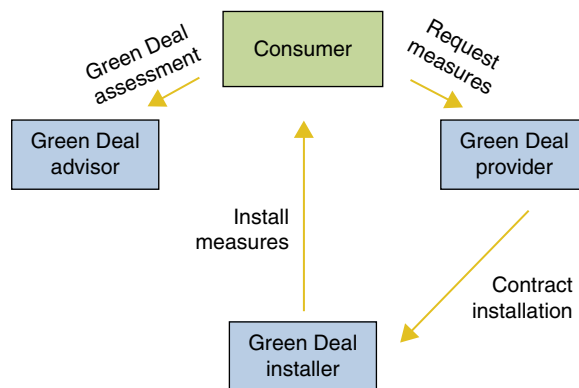 Green Deal
assessment
Consumer
Request
measures
Green Deal
advisor
Green Deal
provider
Install
measures
Contract
installation
Green Deal
installer